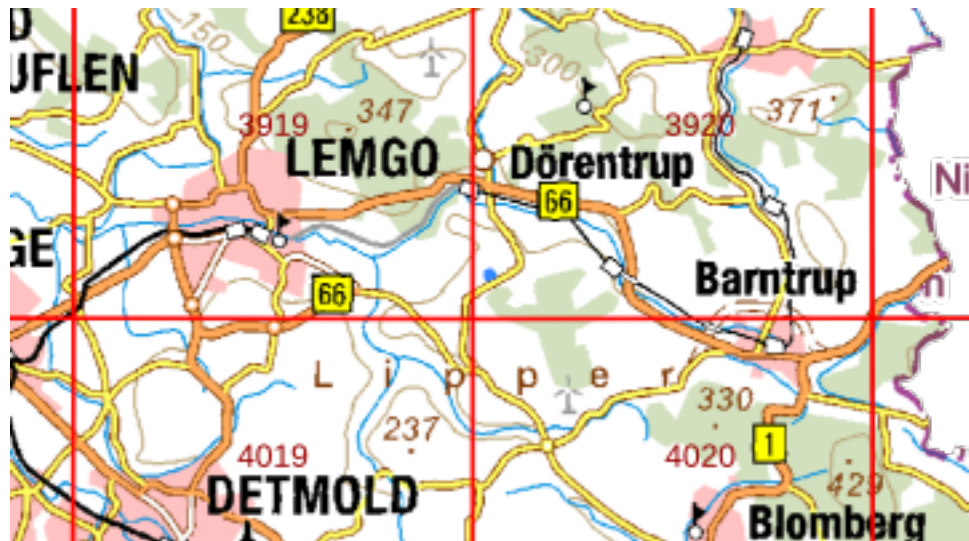 D
238
150
UFLEN
300
347
371
3919
3920
LEMGO
Dörentrup
Ni
66
GE
Barntrup
n
66
L i p p e r
330
237
1
4019
4020
429
DETMOLD
Blomberg